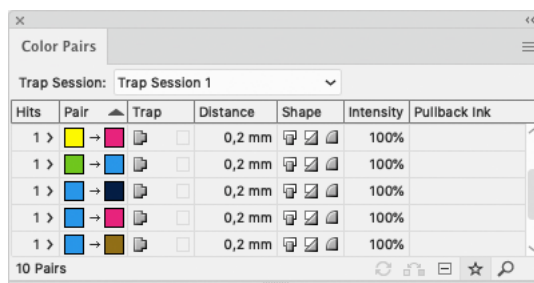 Color Pairs
Trap Session: Trap Session 1
Hits Pair Trap Distance Shape Intensity Pullback Ink
1 0,2 mm 100%
1 0,2 mm 100%
1 0,2 mm 100%
1 0,2 mm 100%
1 0,2 mm 100%
10 Pairs